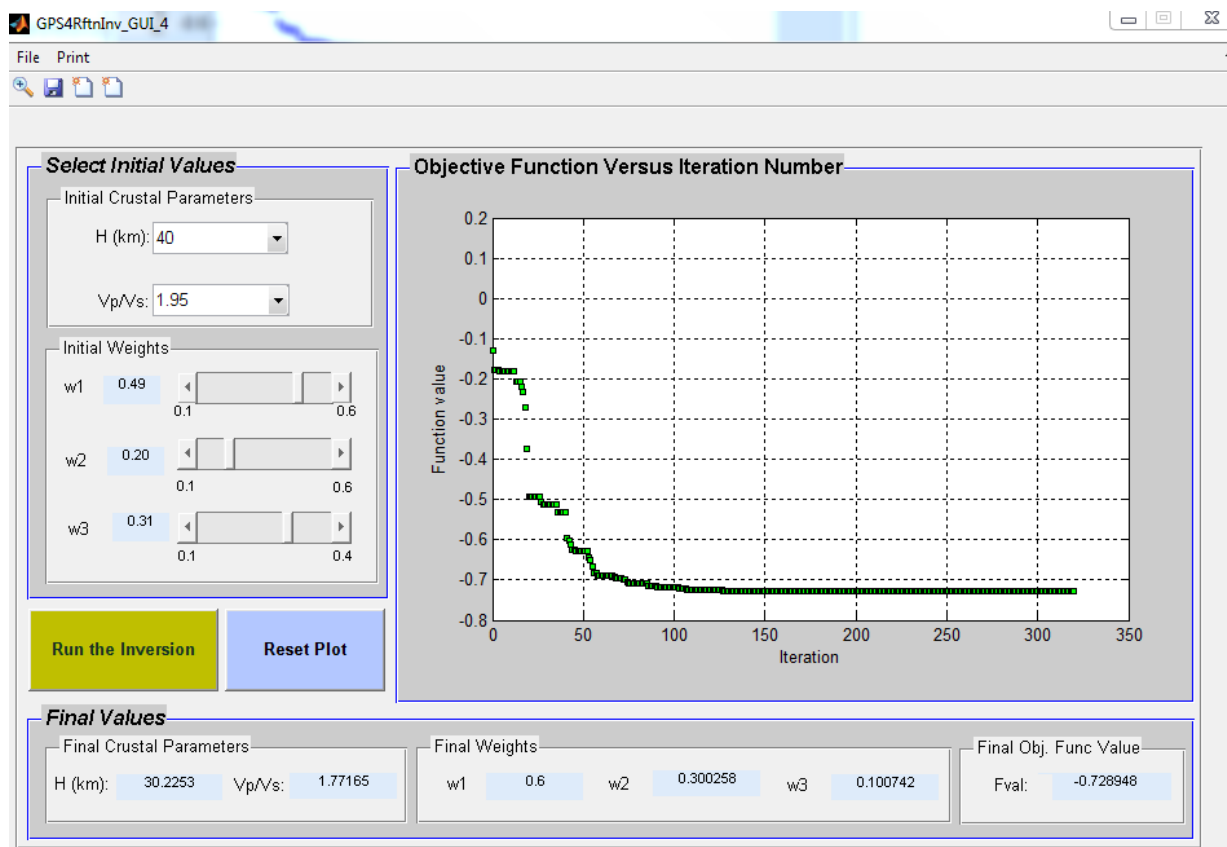 GPS4RftnInv_GUI_4
File Print
Select Initial Values
Initial Crustal Parameters
H (km): 40
Vp/Vs: 1.95
Initial Weights
w1 0.49
0.1 0.6
w2 0.20
0.1 0.6
w3 0.31
0.1 0.4
Run the Inversion
Reset Plot
Objective Function Versus Iteration Number
Function value
0.2
0.1
0
-0.1
-0.2
-0.3
-0.4
-0.5
-0.6
-0.7
-0.8
0 50 100 150 200 250 300 350
Iteration
Final Values
Final Crustal Parameters
H (km): 30.2253 Vp/Vs: 1.77165
Final Weights
w1 0.6 w2 0.300258 w3 0.100742
Final Obj. Func Value
Fval: -0.728948